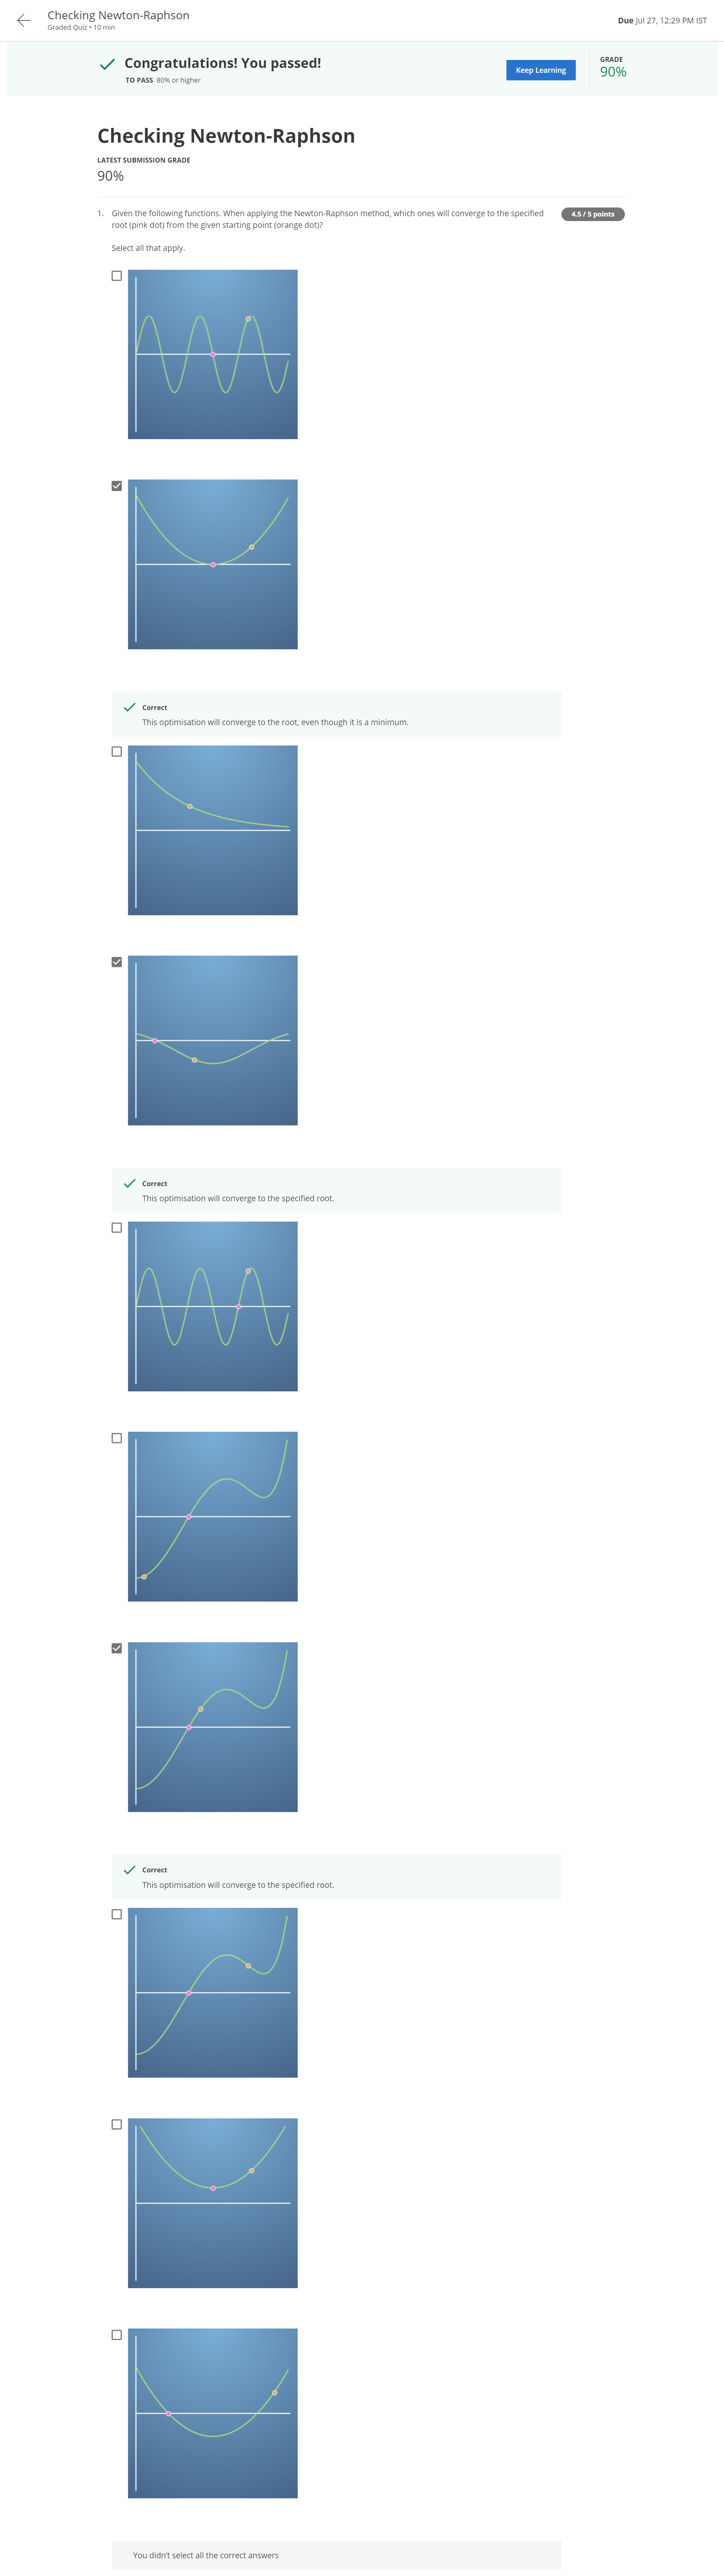 Checking Newton-Raphson
Graded Quiz • 10 min
Due Jul 27, 12:29 PM IST
Congratulations! You passed!
TO PASS 80% or higher
Keep Learning
GRADE
90%
Checking Newton-Raphson
LATEST SUBMISSION GRADE
90%
1. Given the following functions. When applying the Newton-Raphson method, which ones will converge to the specified
root (pink dot) from the given starting point (orange dot)?
4.5 / 5 points
Select all that apply.
Correct
This optimisation will converge to the root, even though it is a minimum.
Correct
This optimisation will converge to the specified root.
Correct
This optimisation will converge to the specified root.
You didn't select all the correct answers